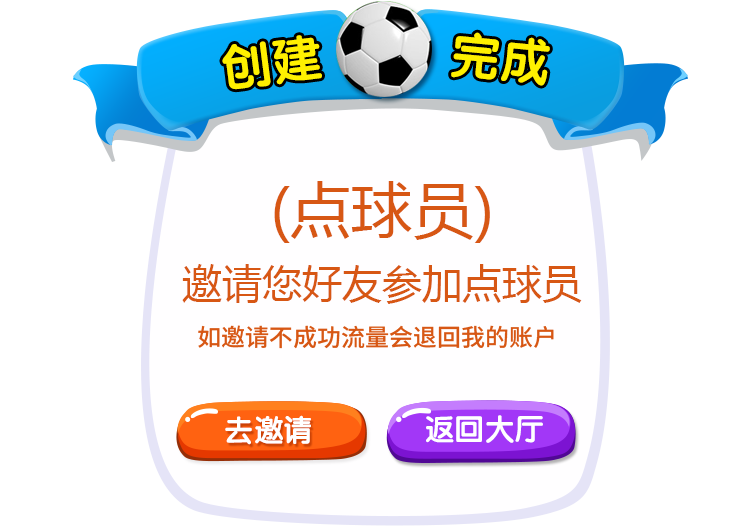 创建 完成
(点球员)
邀请您好友参加点球员
如邀请不成功流量会退回我的账户
去邀请 返回大厅